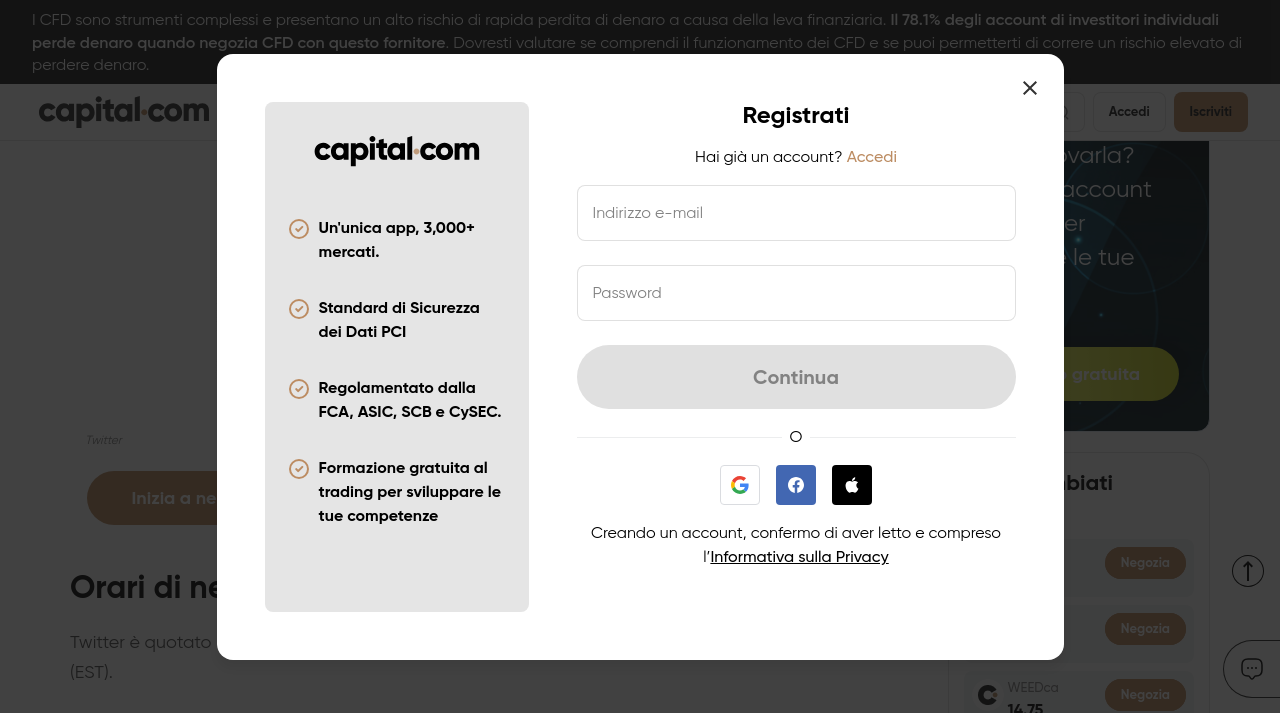 I CFD sono strumenti complessi e presentano un alto rischio di rapida perdita di denaro a causa della leva finanziaria. Il 78.1% degli account di investitori individuali
perde denaro quando negozia CFD con questo fornitore. Dovresti valutare se comprendi il funzionamento dei CFD e se puoi permetterti di correre un rischio elevato di
perdere denaro.
capital.com
Accedi
Iscriviti
capital.com
Un'unica app, 3,000+
mercati.
Standard di Sicurezza
dei Dati PCI
Regolamentato dalla
FCA, ASIC, SCB e CySEC.
Formazione gratuita al
trading per sviluppare le
tue competenze
Registrati
Hai già un account? Accedi
Indirizzo e-mail
Password
Continua
O
Creando un account, confermo di aver letto e compreso
l’Informativa sulla Privacy
account
le tue
gratuita
Twitter
Inizia a
Orari di
Twitter è quotato
(EST).
Negozia
Negozia
WEEDca
14.75
Negozia